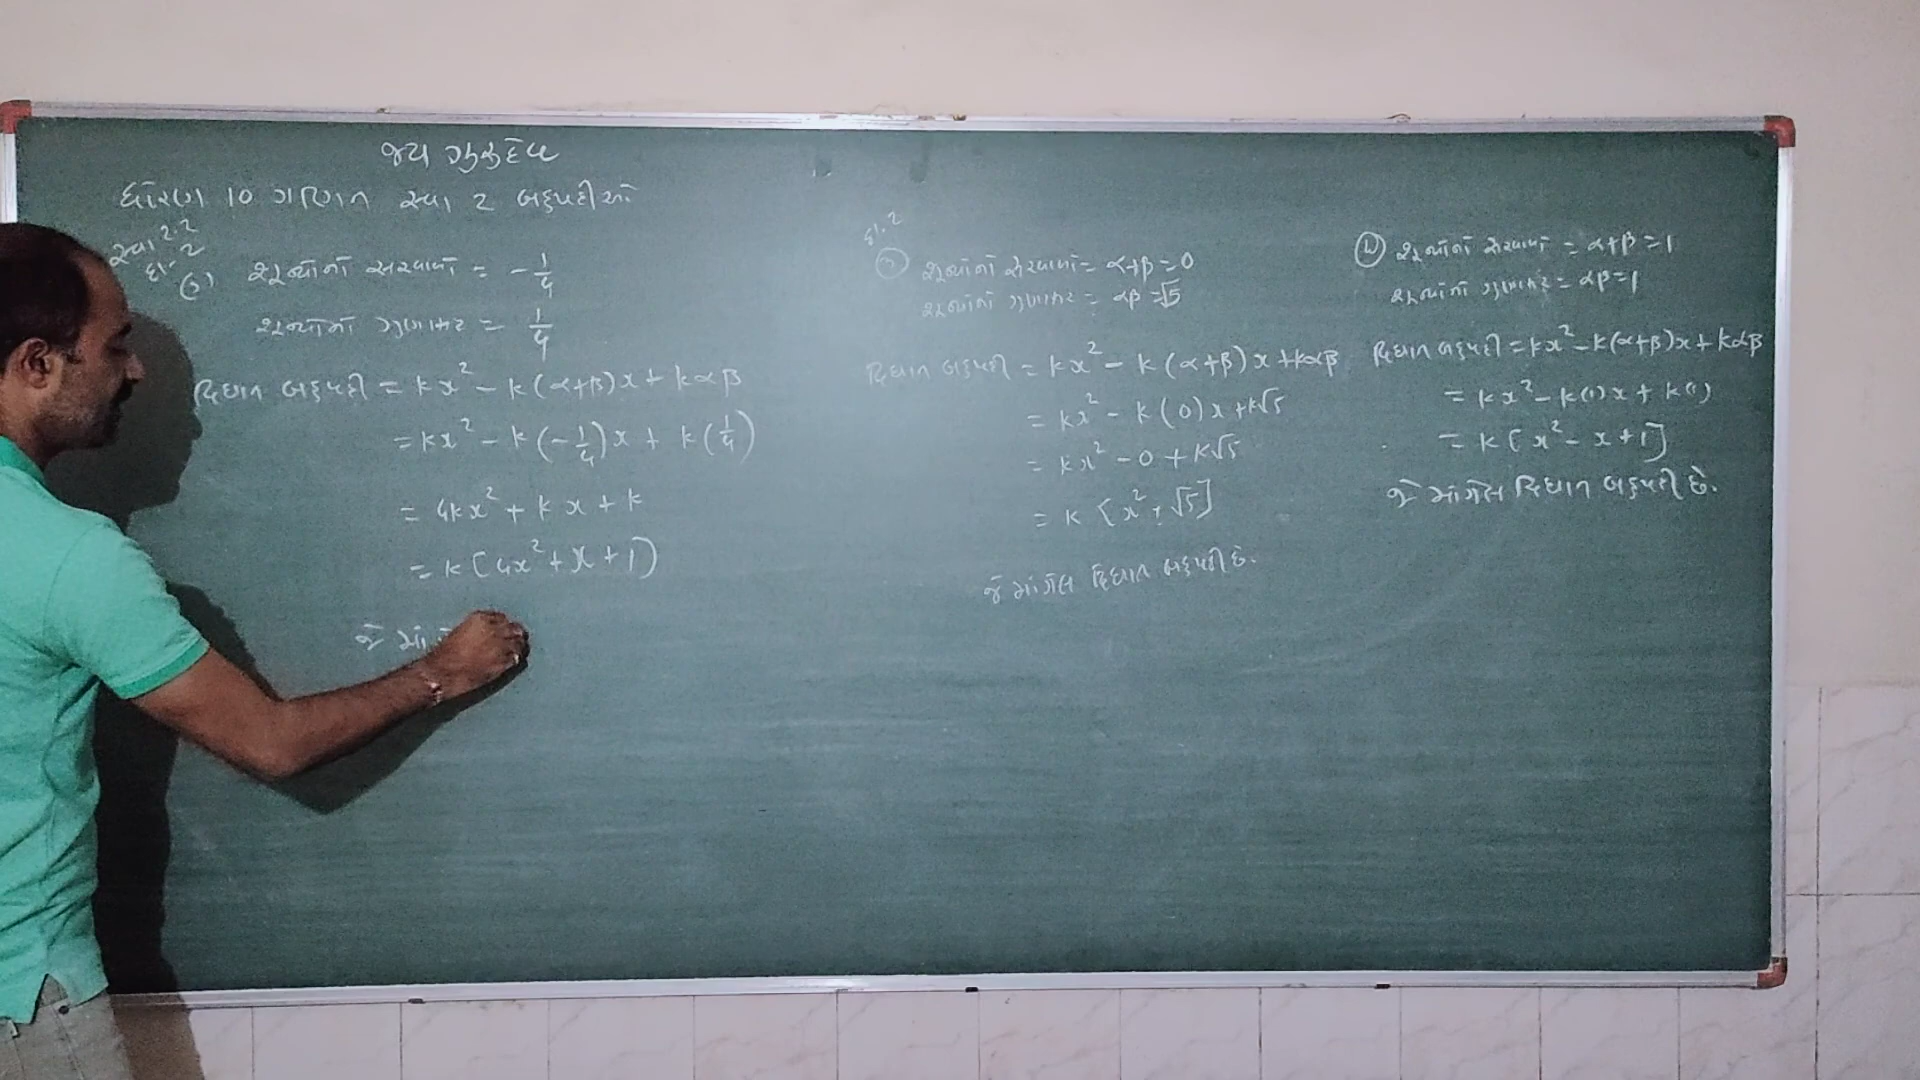 જય ગુરુદેવ
ધોરણ 10 ગણિત સ્વા 2 બહુપદીઓ
સ્વા 2.2
દા.2
(5) શૂન્યોનો સરવાળો = -1/4
શૂન્યોનો ગુણાકાર = 1/4
દ્વિઘાત બહુપદી = kx² - k(α+β)x + kαβ
= kx² - k(-1/4)x + k(1/4)
= 4kx² + kx + k
= k[4x² + x + 1]
જે
દા.2
(3) શૂન્યોનો સરવાળો = α+β = 0
શૂન્યોનો ગુણાકાર = αβ = √5
દ્વિઘાત બહુપદી = kx² - k(α+β)x + kαβ
= kx² - k(0)x + k√5
= kx² - 0 + k√5
= k[x² + √5]
જે માંગેલ દ્વિઘાત બહુપદી છે.
(4) શૂન્યોનો સરવાળો = α+β = 1
શૂન્યોનો ગુણાકાર = αβ = 1
દ્વિઘાત બહુપદી = kx² - k(α+β)x + kαβ
= kx² - k(1)x + k(1)
= k[x² - x + 1]
જે માંગેલ દ્વિઘાત બહુપદી છે.